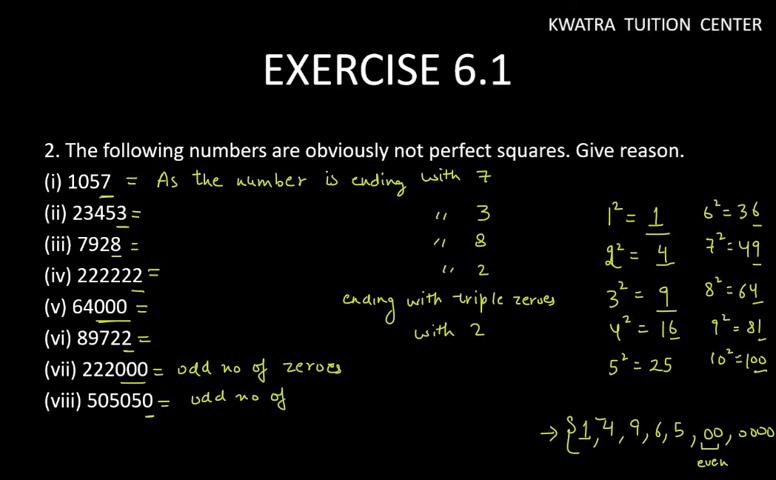 KWATRA TUITION CENTER
EXERCISE 6.1
2. The following numbers are obviously not perfect squares. Give reason.
(i) 1057 = As the number is ending with 7
(ii) 23453 = " 3
(iii) 7928 = " 8
(iv) 222222 = " 2
(v) 64000 = ending with triple zeroes
(vi) 89722 = with 2
(vii) 222000 = odd no of zeroes
(viii) 505050 = odd no of
1² = 1 6² = 36
2² = 4 7² = 49
3² = 9 8² = 64
4² = 16 9² = 81
5² = 25 10² = 100
→ {1, 4, 9, 6, 5, 00, 0000
even